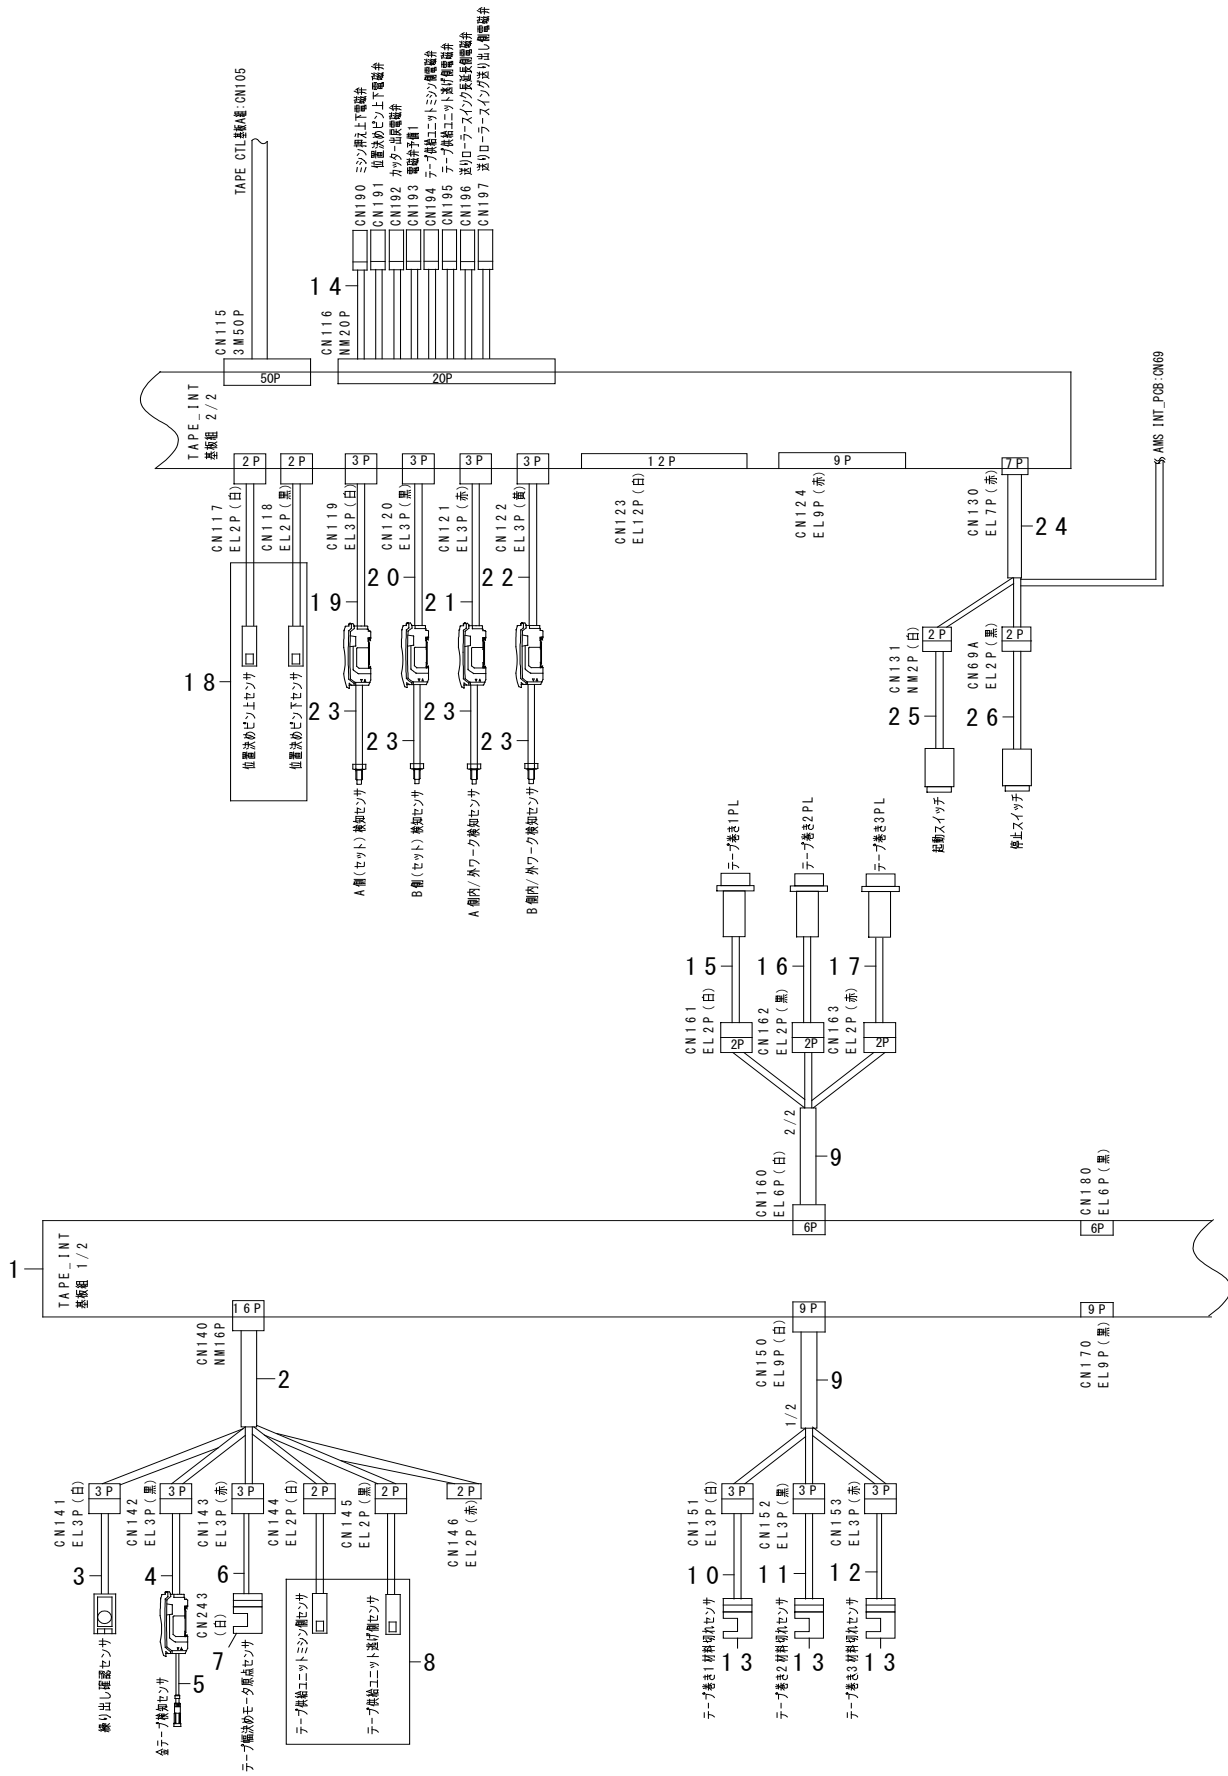 TAPE CTL基板A組:CN105
CN190 ミシン押え上下電磁弁
CN191 位置決めピン上下電磁弁
CN192 カッター出戻電磁弁
CN193 電磁弁予備1
CN194 テープ供給ユニットミシン側電磁弁
CN195 テープ供給ユニット逃げ側電磁弁
CN196 送りローラースイング延長側電磁弁
CN197 送りローラースイング送り出し側電磁弁
14
CN115
3M50P
CN116
NM20P
50P
20P
TAPE_INT
基板組 2/2
2P
2P
3P
3P
3P
3P
12P
9P
7P
CN117
EL2P(白)
CN118
EL2P(黒)
CN119
EL3P(白)
CN120
EL3P(黒)
CN121
EL3P(赤)
CN122
EL3P(黄)
CN123
EL12P(白)
CN124
EL9P(赤)
CN130
EL7P(赤)
AMS INT_PCB:CN69
24
19
20
21
22
18
位置決めピン上センサ
位置決めピン下センサ
23
23
23
23
A側(セット)検知センサ
B側(セット)検知センサ
A側内/外ワーク検知センサ
B側内/外ワーク検知センサ
CN131
NM2P(白)
2P
CN69A
EL2P(黒)
2P
25
26
起動スイッチ
停止スイッチ
テープ巻き1PL
テープ巻き2PL
テープ巻き3PL
15
16
17
CN161
EL2P(白)
CN162
EL2P(黒)
CN163
EL2P(赤)
2P
2P
2P
2/2
9
CN160
EL6P(白)
6P
CN180
EL6P(黒)
6P
1
TAPE_INT
基板組 1/2
16P
9P
9P
CN140
NM16P
CN150
EL9P(白)
CN170
EL9P(黒)
2
9
1/2
CN141
EL3P(白)
3P
CN142
EL3P(黒)
3P
CN143
EL3P(赤)
3P
CN144
EL2P(白)
2P
CN145
EL2P(黒)
2P
CN146
EL2P(赤)
2P
CN151
EL3P(白)
3P
CN152
EL3P(黒)
3P
CN153
EL3P(赤)
3P
3
4
6
10
11
12
CN243
(白)
5
7
8
13
13
13
繰り出し確認センサ
金テープ検知センサ
テープ幅決めモータ原点センサ
テープ供給ユニットミシン側センサ
テープ供給ユニット逃げ側センサ
テープ巻き1材料切れセンサ
テープ巻き2材料切れセンサ
テープ巻き3材料切れセンサ